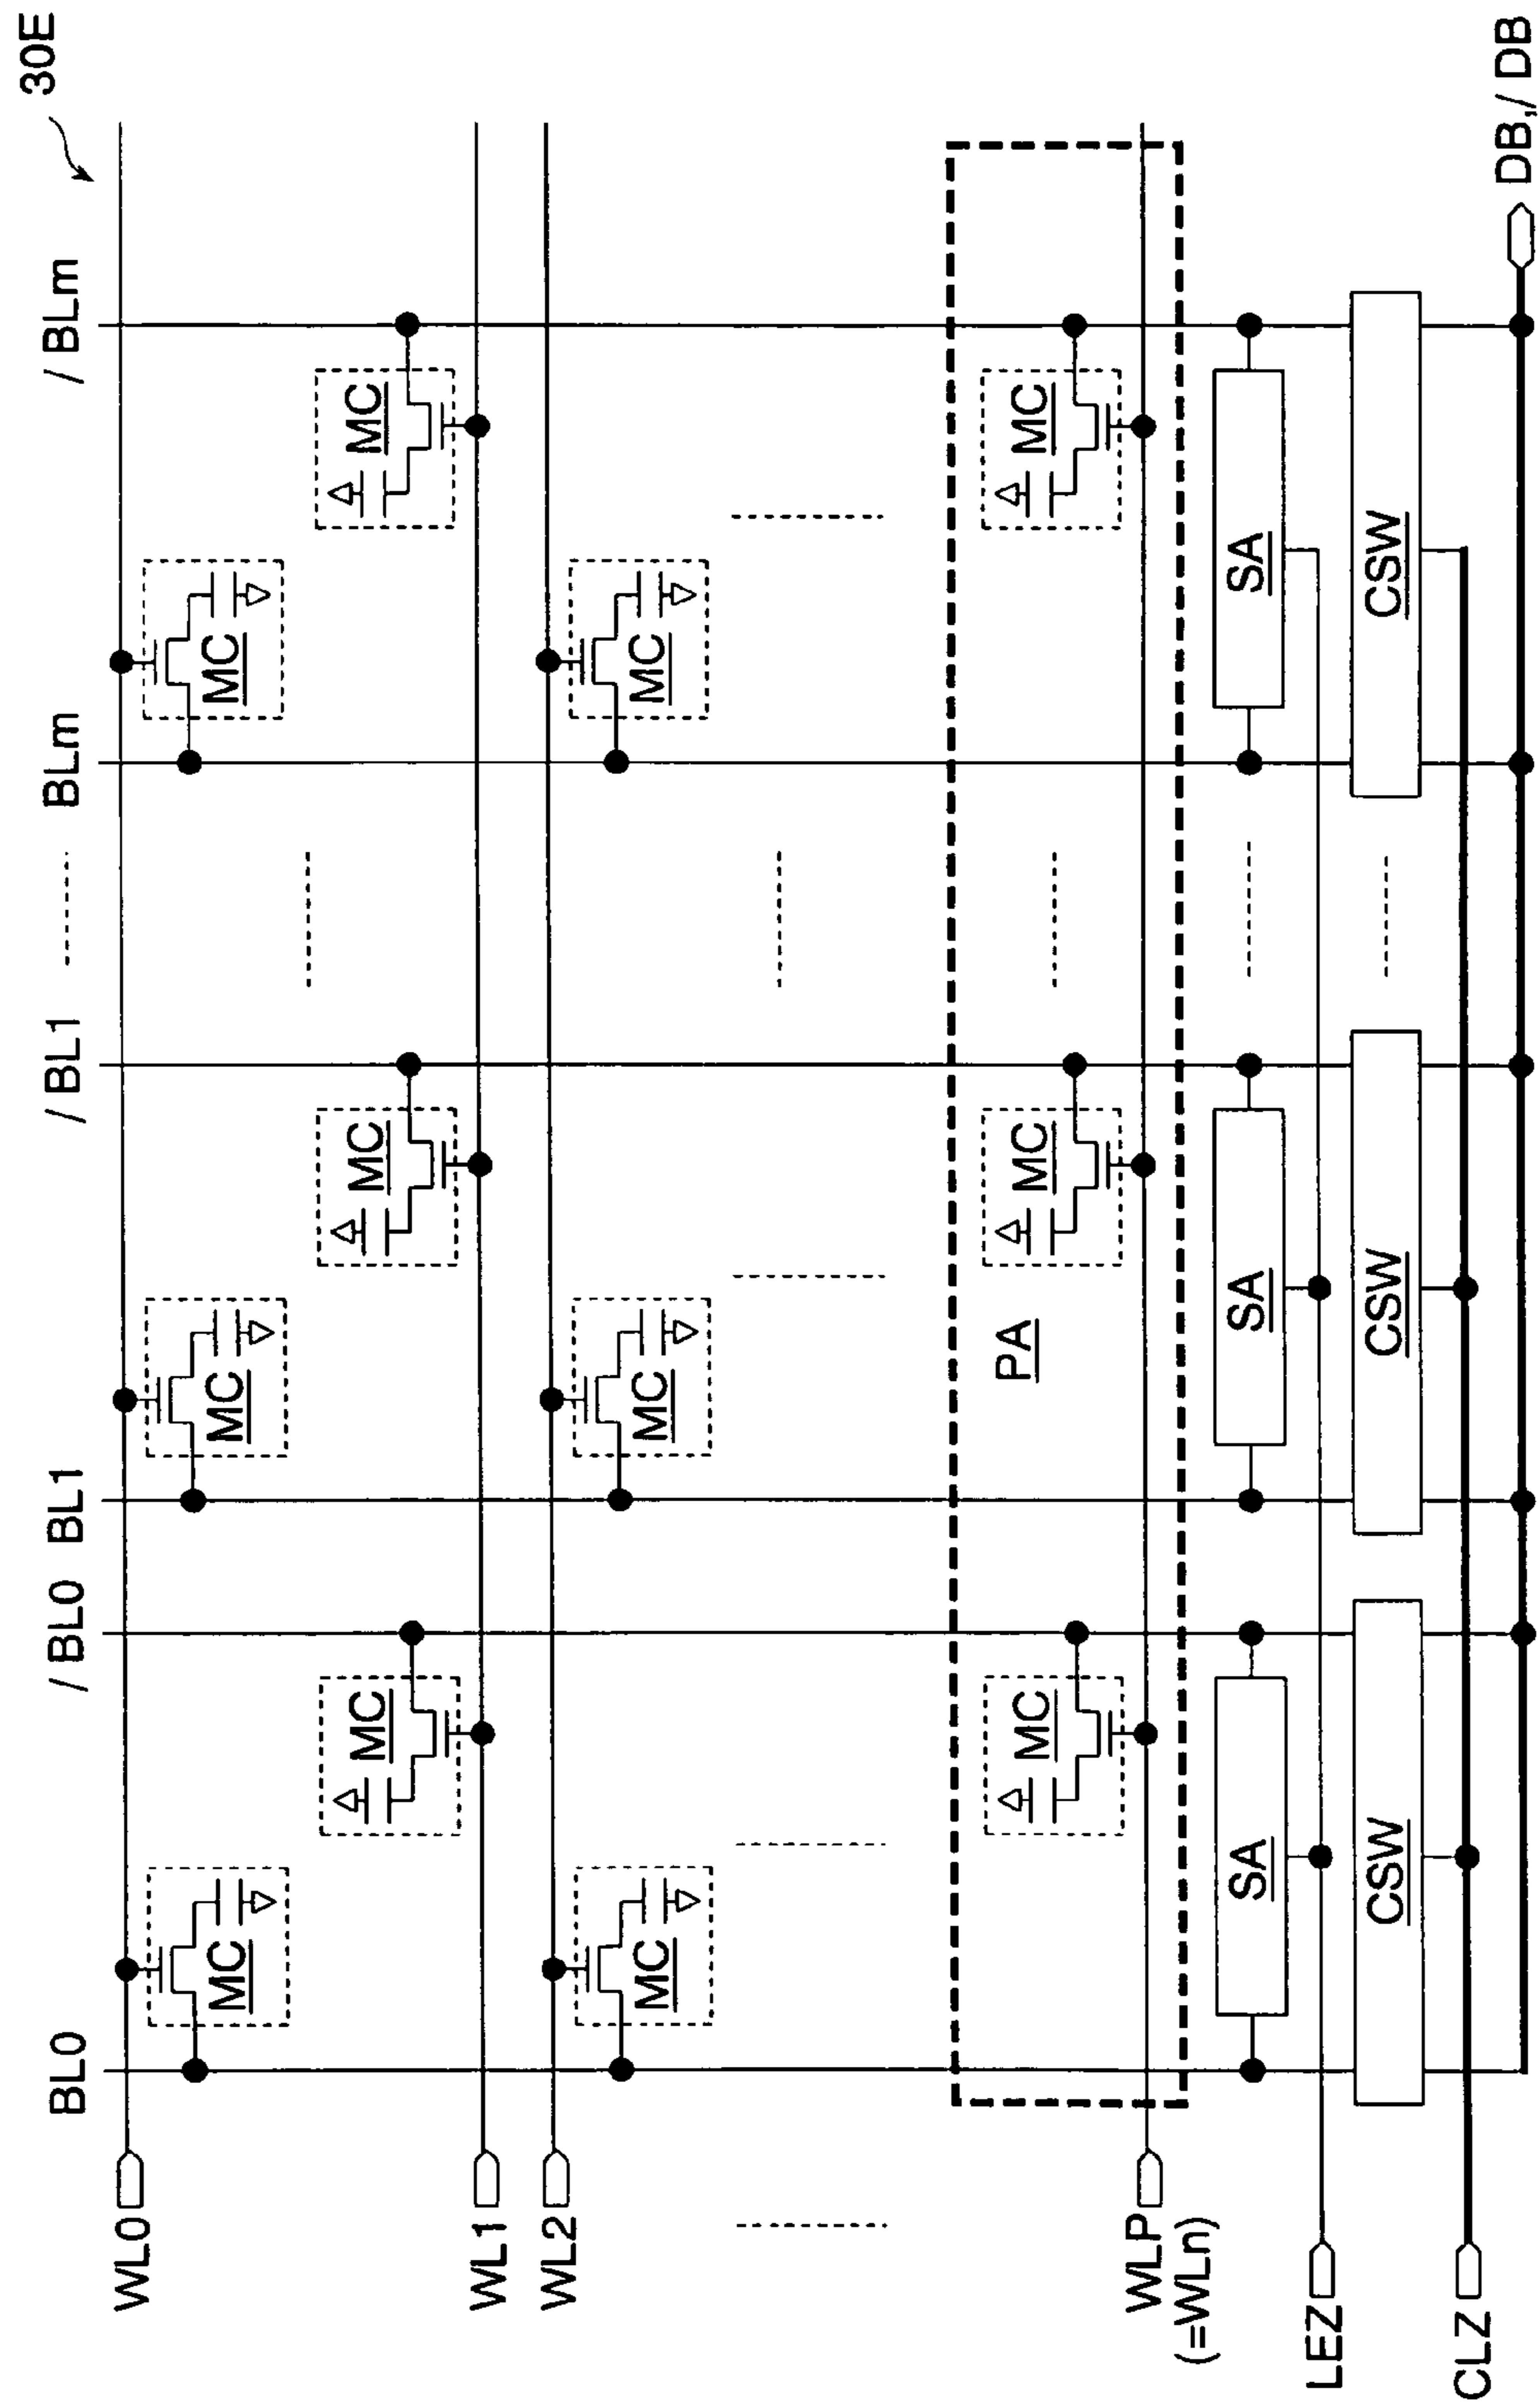 30E
BL0 /BL0 BL1 /BL1 BLm /BLm
WL0
MC MC MC
MC MC MC
WL1
WL2
MC MC MC
PA
MC MC MC
WLP
(=WLn)
SA SA SA
LEZ
CSW CSW CSW
CLZ
DB,/DB